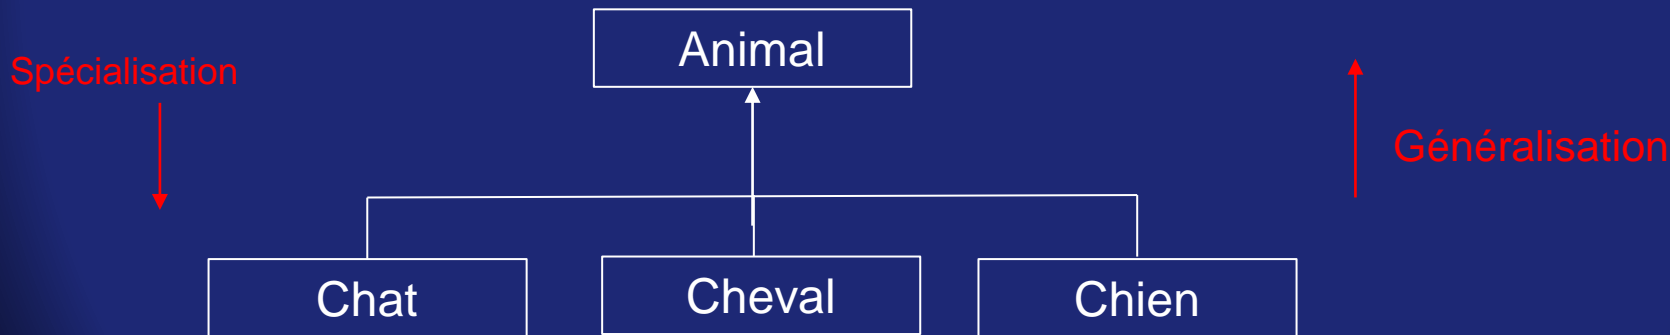 Animal
Spécialisation
Généralisation
Chat
Cheval
Chien